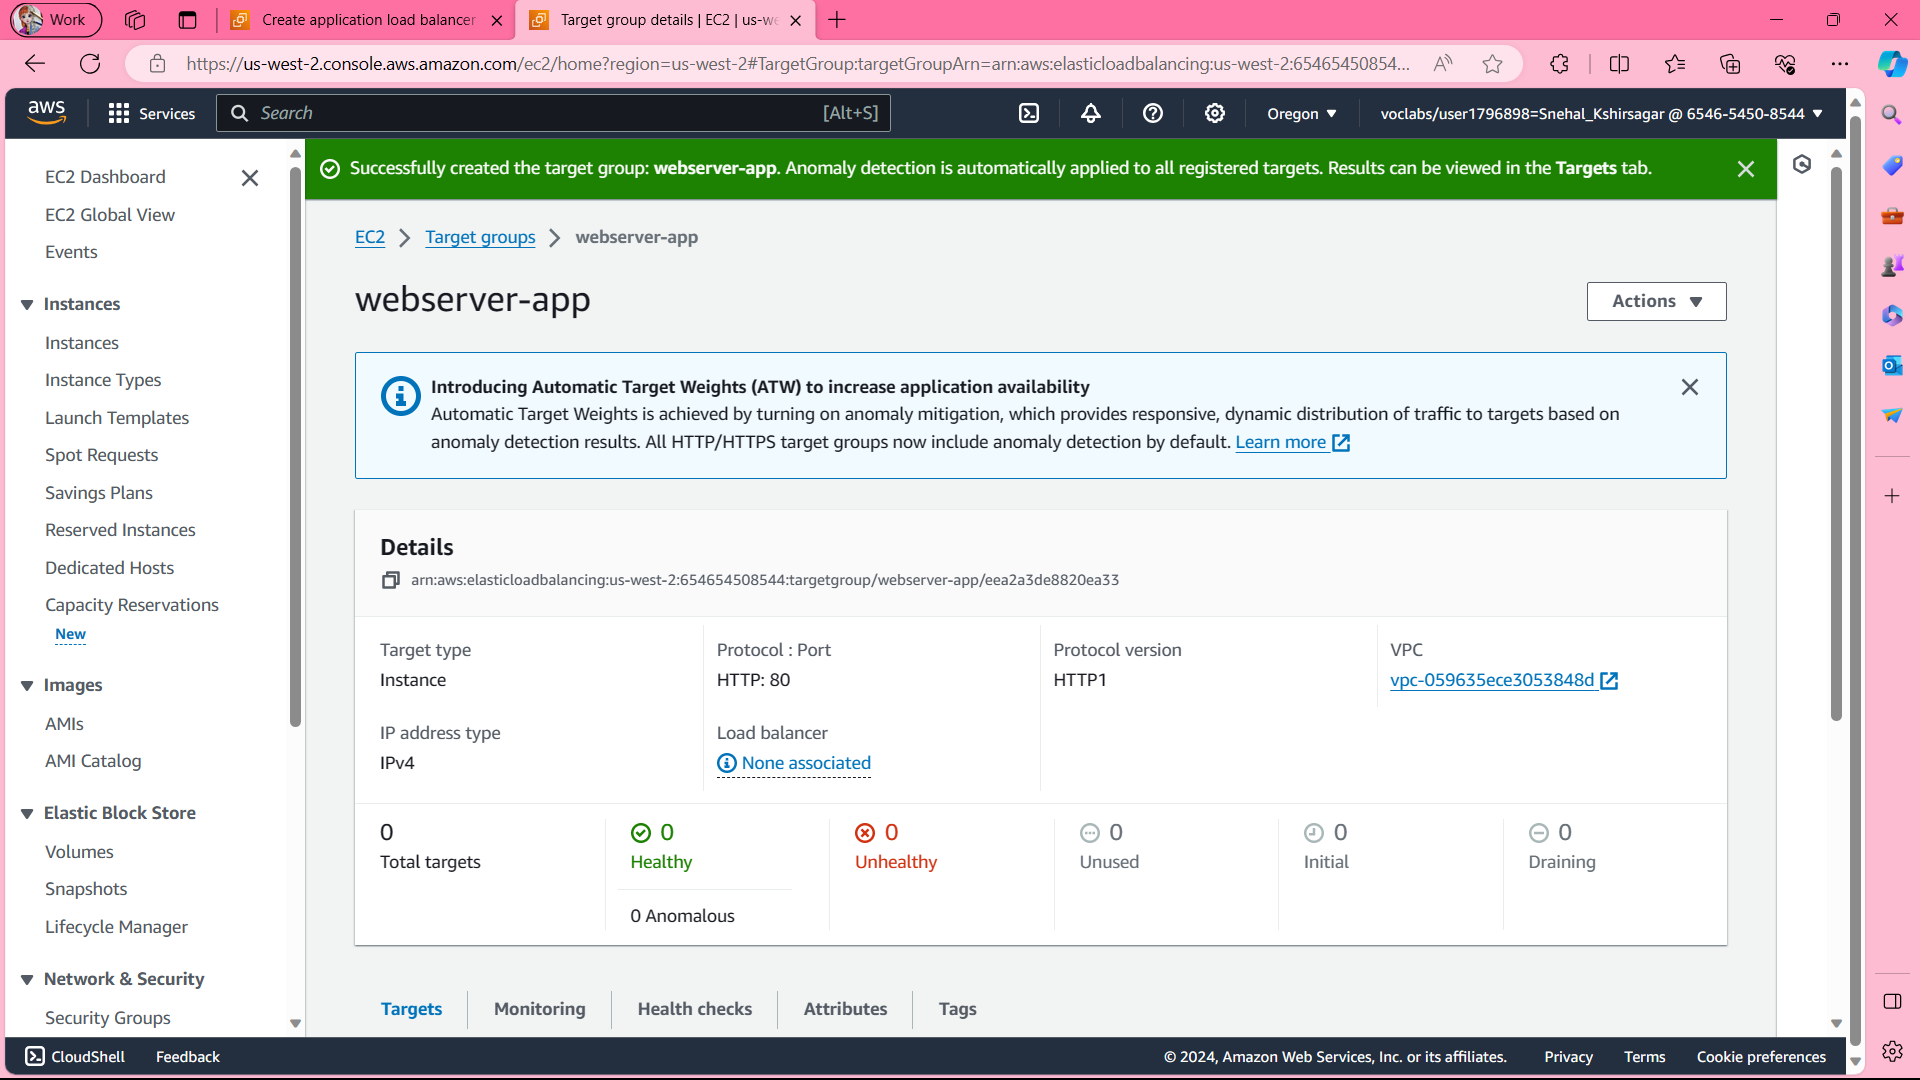 Work
Create application load balancer
Target group details | EC2 | us-we
https://us-west-2.console.aws.amazon.com/ec2/home?region=us-west-2#TargetGroup:targetGroupArn=arn:aws:elasticloadbalancing:us-west-2:65465450854...
aws
Services
Search
[Alt+S]
Oregon
voclabs/user1796898=Snehal_Kshirsagar @ 6546-5450-8544
EC2 Dashboard
EC2 Global View
Events
Instances
Instances
Instance Types
Launch Templates
Spot Requests
Savings Plans
Reserved Instances
Dedicated Hosts
Capacity Reservations
New
Images
AMIs
AMI Catalog
Elastic Block Store
Volumes
Snapshots
Lifecycle Manager
Network & Security
Security Groups
Successfully created the target group: webserver-app. Anomaly detection is automatically applied to all registered targets. Results can be viewed in the Targets tab.
EC2 > Target groups > webserver-app
webserver-app
Actions
Introducing Automatic Target Weights (ATW) to increase application availability
Automatic Target Weights is achieved by turning on anomaly mitigation, which provides responsive, dynamic distribution of traffic to targets based on
anomaly detection results. All HTTP/HTTPS target groups now include anomaly detection by default. Learn more
Details
arn:aws:elasticloadbalancing:us-west-2:654654508544:targetgroup/webserver-app/eea2a3de8820ea33
Target type
Instance
Protocol : Port
HTTP: 80
Protocol version
HTTP1
VPC
vpc-059635ece3053848d
IP address type
IPv4
Load balancer
None associated
0
Total targets
0
Healthy
0 Anomalous
0
Unhealthy
0
Unused
0
Initial
0
Draining
Targets
Monitoring
Health checks
Attributes
Tags
CloudShell
Feedback
© 2024, Amazon Web Services, Inc. or its affiliates.
Privacy
Terms
Cookie preferences